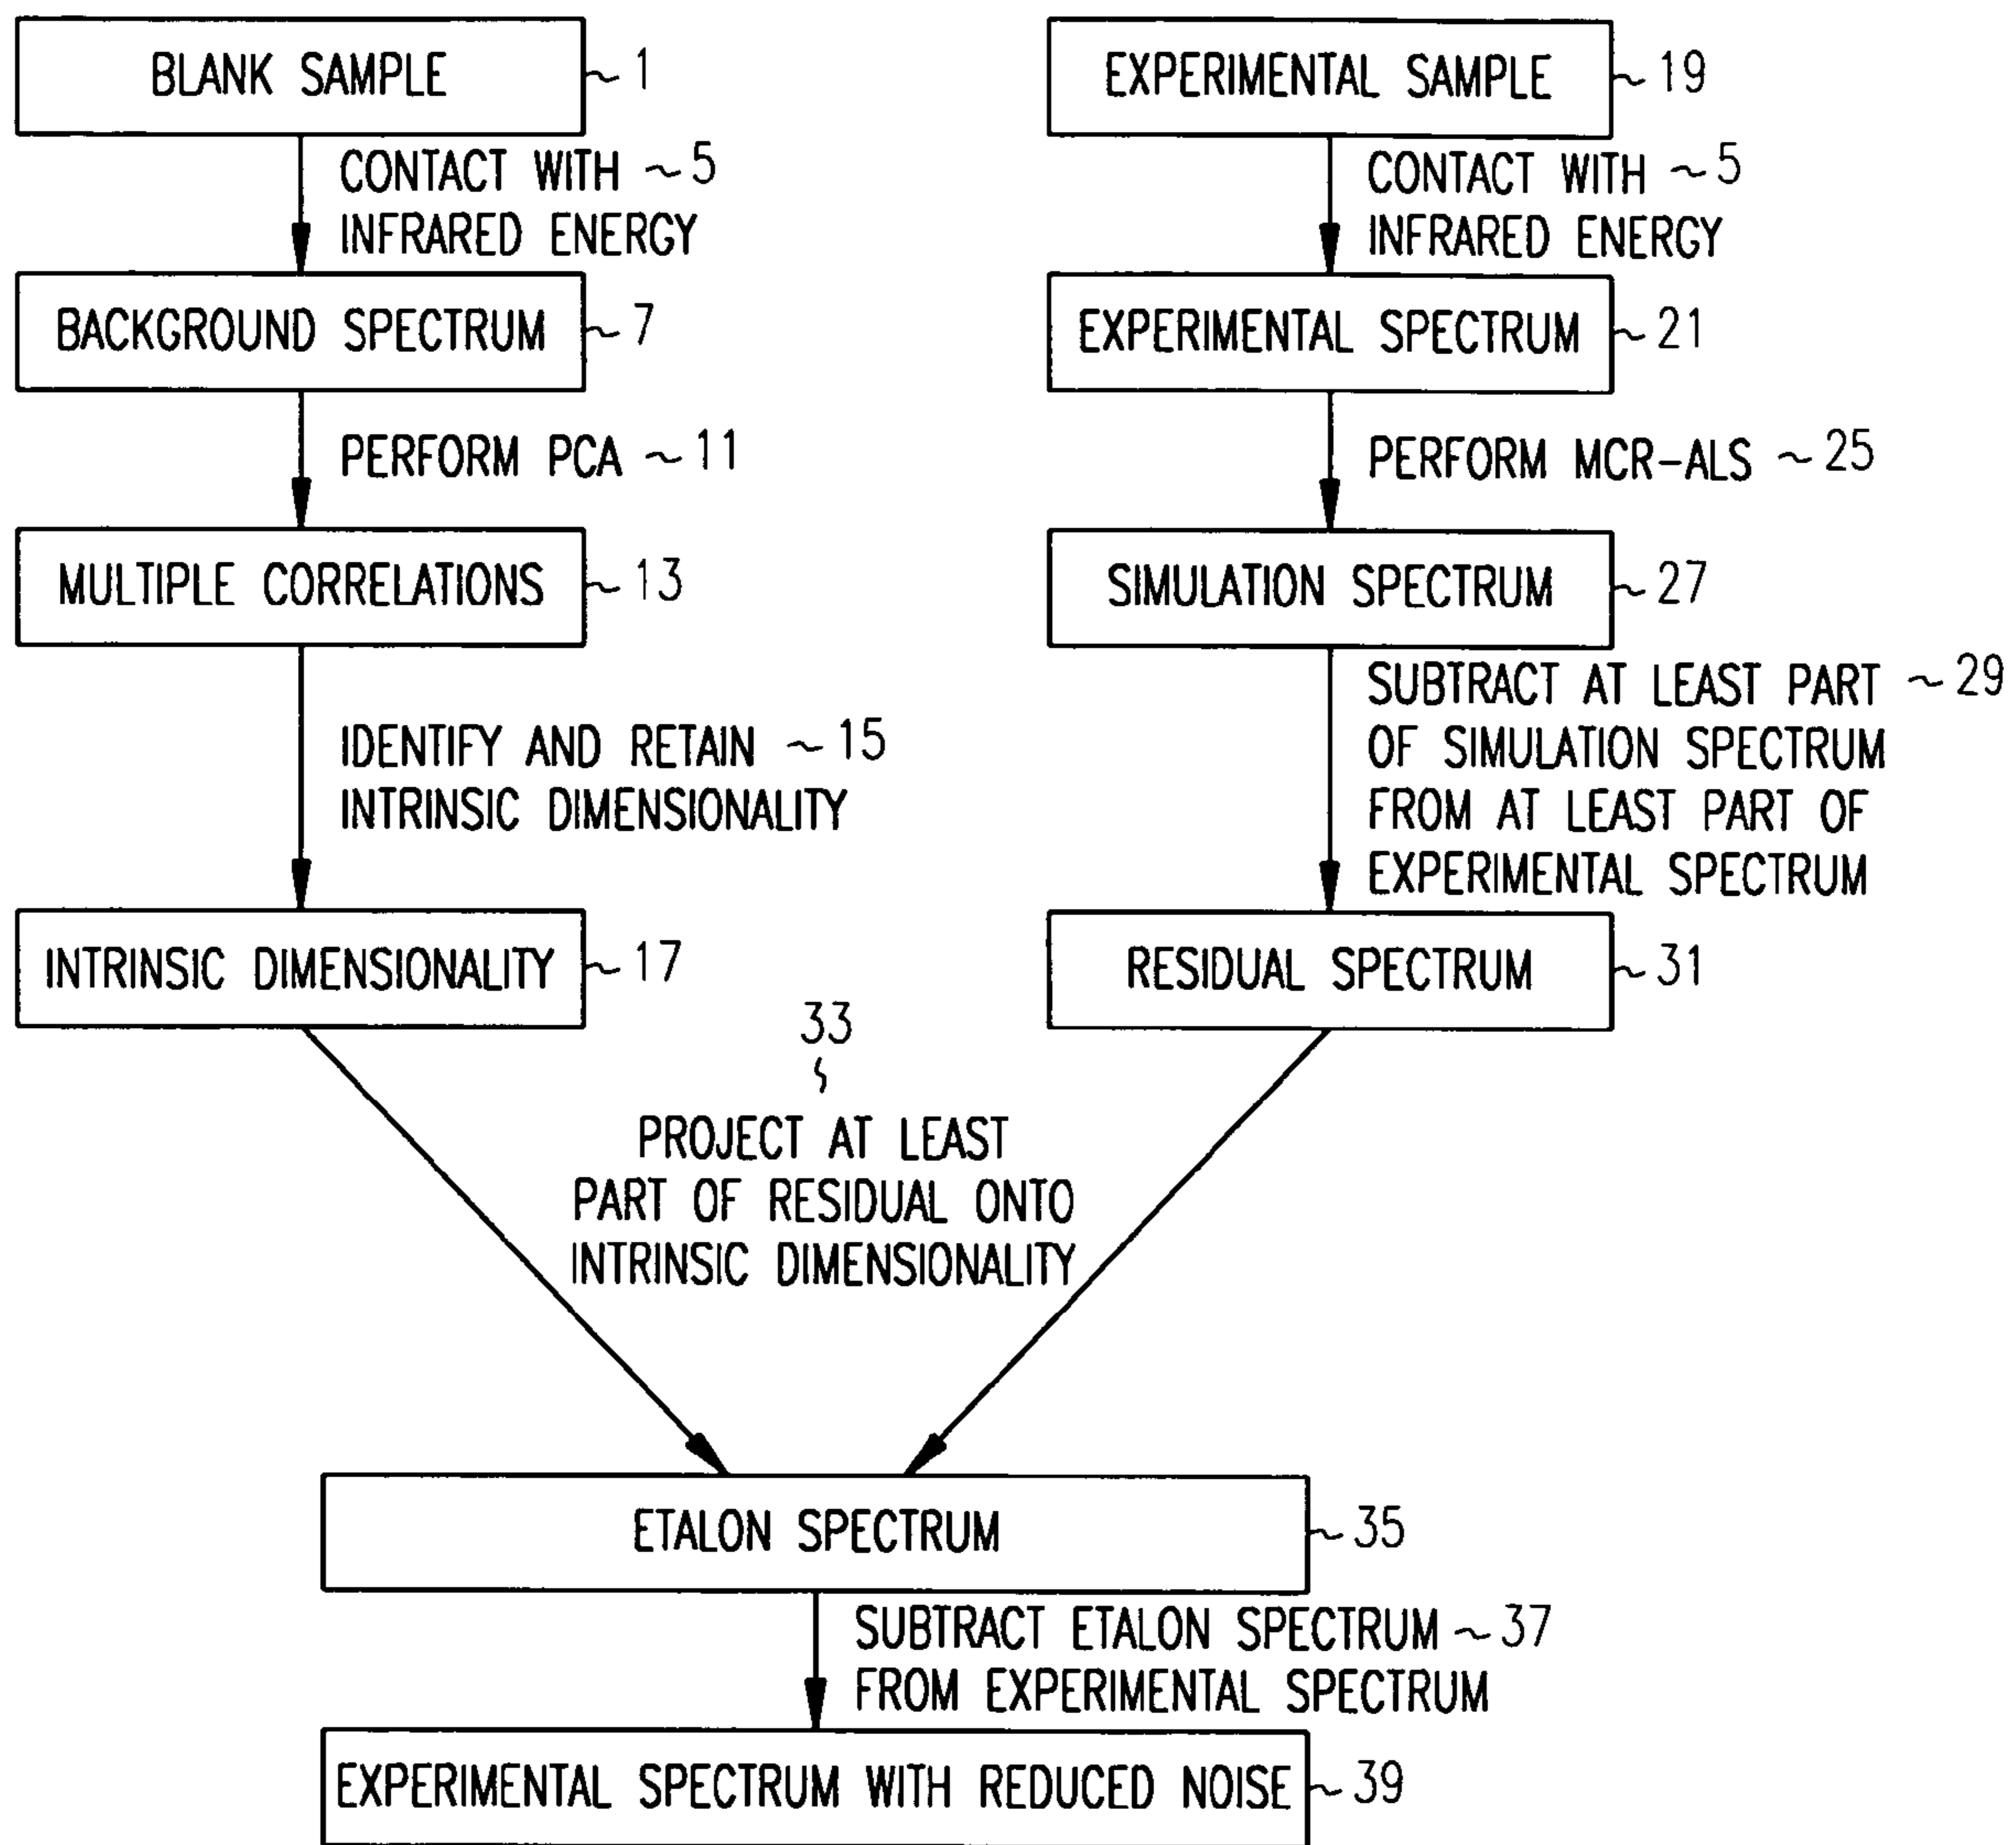 BLANK SAMPLE ~1
CONTACT WITH ~5
INFRARED ENERGY
BACKGROUND SPECTRUM ~7
PERFORM PCA ~11
MULTIPLE CORRELATIONS ~13
IDENTIFY AND RETAIN ~15
INTRINSIC DIMENSIONALITY
INTRINSIC DIMENSIONALITY ~17
EXPERIMENTAL SAMPLE ~19
CONTACT WITH ~5
INFRARED ENERGY
EXPERIMENTAL SPECTRUM ~21
PERFORM MCR-ALS ~25
SIMULATION SPECTRUM ~27
SUBTRACT AT LEAST PART ~29
OF SIMULATION SPECTRUM
FROM AT LEAST PART OF
EXPERIMENTAL SPECTRUM
RESIDUAL SPECTRUM ~31
33
PROJECT AT LEAST
PART OF RESIDUAL ONTO
INTRINSIC DIMENSIONALITY
ETALON SPECTRUM ~35
SUBTRACT ETALON SPECTRUM ~37
FROM EXPERIMENTAL SPECTRUM
EXPERIMENTAL SPECTRUM WITH REDUCED NOISE ~39